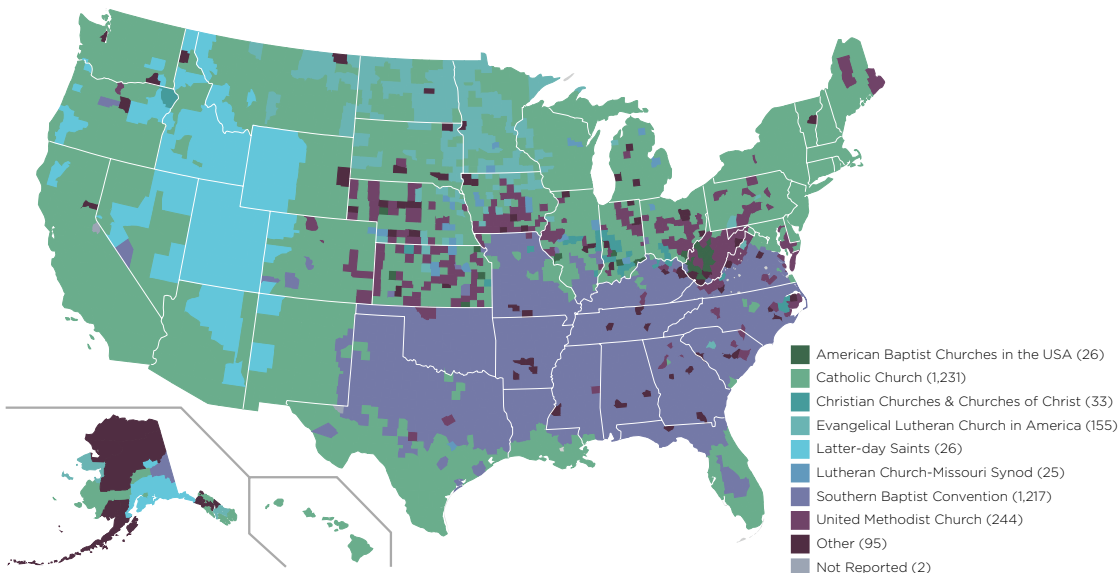 American Baptist Churches in the USA (26)
Catholic Church (1,231)
Christian Churches & Churches of Christ (33)
Evangelical Lutheran Church in America (155)
Latter-day Saints (26)
Lutheran Church-Missouri Synod (25)
Southern Baptist Convention (1,217)
United Methodist Church (244)
Other (95)
Not Reported (2)